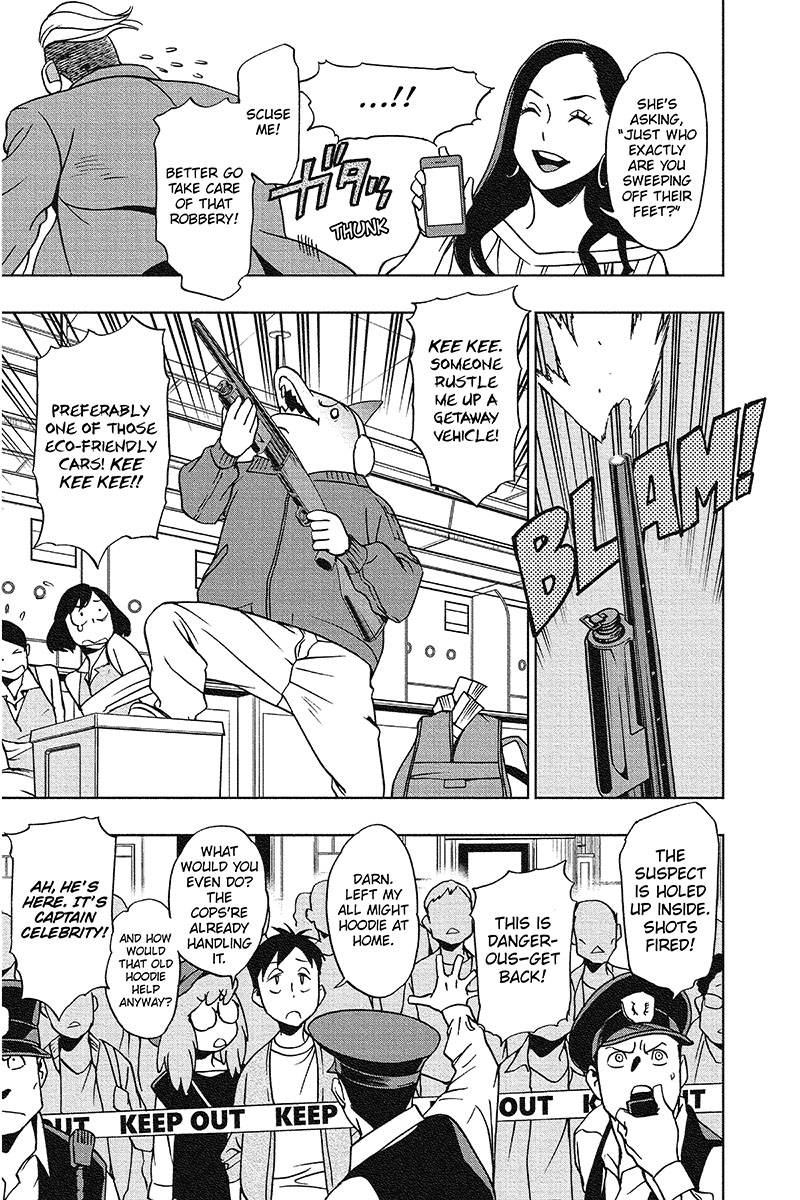 SHE'S
ASKING,
"JUST WHO
EXACTLY
ARE YOU
SWEEPING
OFF THEIR
FEET?"
...!!
ガタッ
THUNK
SCUSE
ME!
BETTER GO
TAKE CARE
OF THAT
ROBBERY!
BLAM!
KEE KEE.
SOMEONE
RUSTLE
ME UP A
GETAWAY
VEHICLE!
PREFERABLY
ONE OF THOSE
ECO-FRIENDLY
CARS! KEE
KEE KEE!!
THE
SUSPECT
IS HOLED
UP INSIDE.
SHOTS
FIRED!
THIS IS
DANGER-
OUS–GET
BACK!
DARN.
LEFT MY
ALL MIGHT
HOODIE AT
HOME.
WHAT
WOULD YOU
EVEN DO?
THE
COPS'RE
ALREADY
HANDLING
IT.
AND HOW
WOULD
THAT OLD
HOODIE
HELP
ANYWAY?
AH, HE'S
HERE. IT'S
CAPTAIN
CELEBRITY!
OUT KEEP OUT KEEP OUT K UT